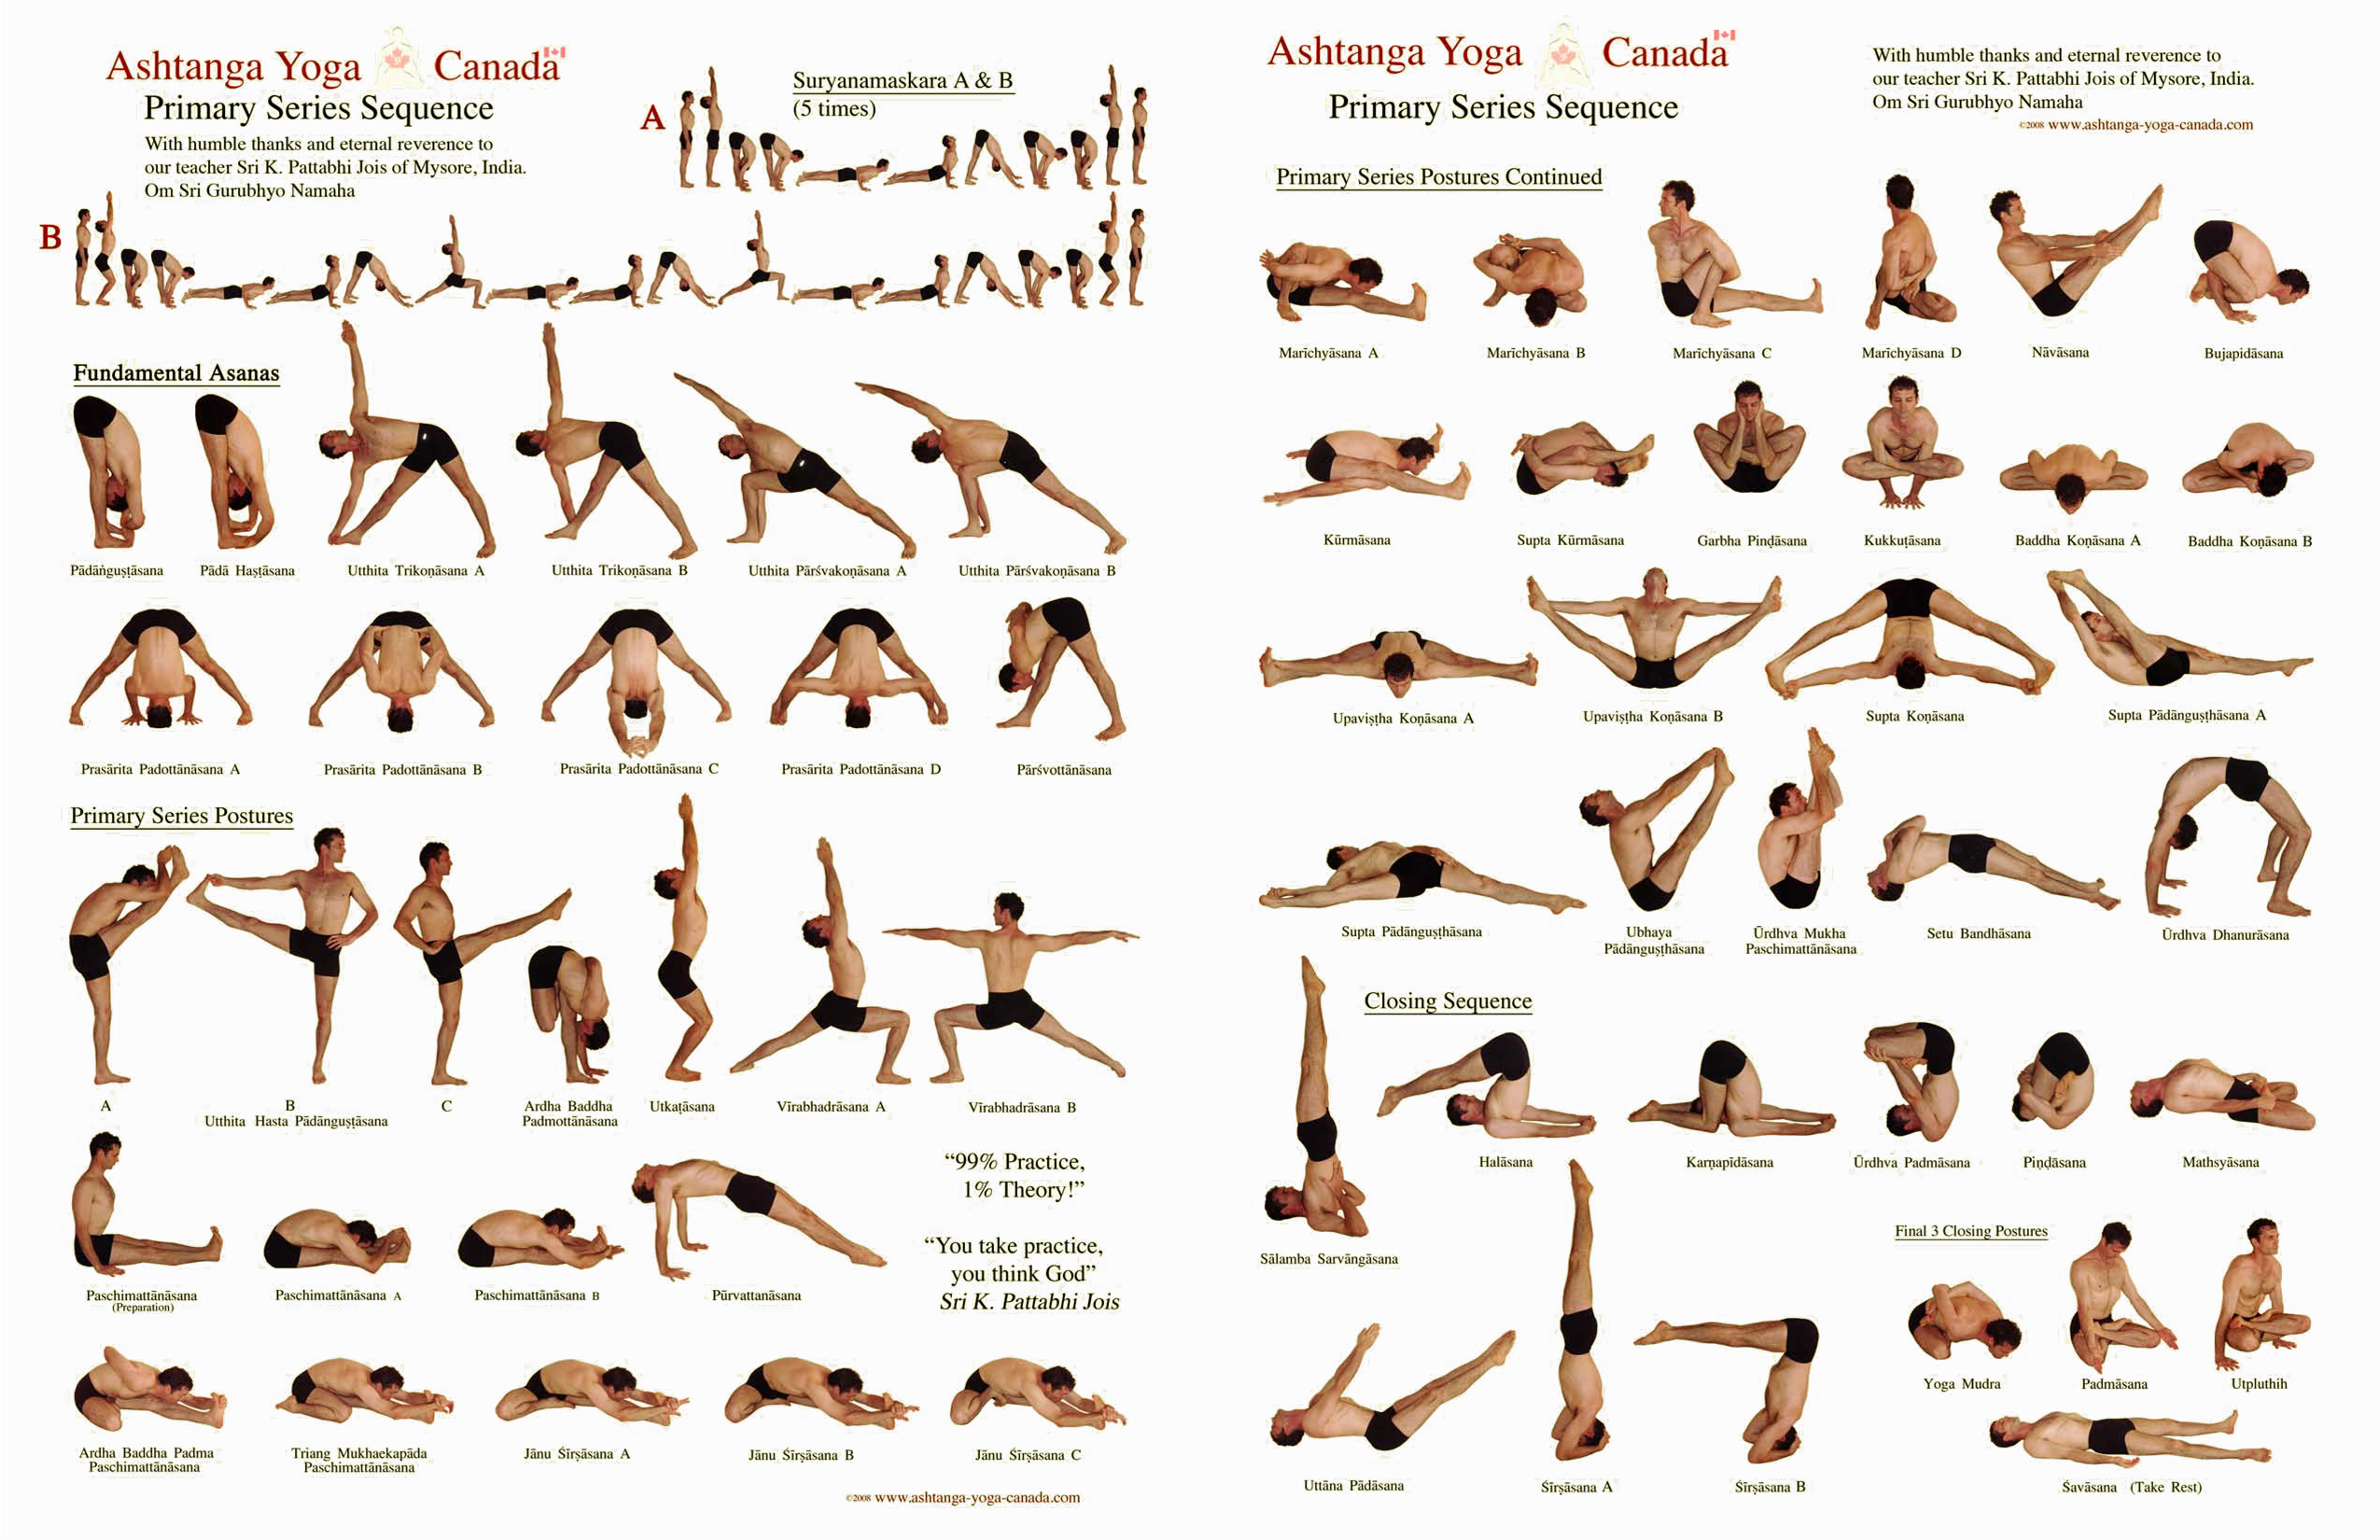 Ashtanga Yoga Canada
Primary Series Sequence
With humble thanks and eternal reverence to
our teacher Sri K. Pattabhi Jois of Mysore, India.
Om Sri Gurubhyo Namaha
A
Suryanamaskara A & B
(5 times)
B
Fundamental Asanas
Pādāṅguṣṭāsana
Pādā Haṣṭāsana
Utthita Trikoṇāsana A
Utthita Trikoṇāsana B
Utthita Pārśvakoṇāsana A
Utthita Pārśvakoṇāsana B
Prasārita Padottānāsana A
Prasārita Padottānāsana B
Prasārita Padottānāsana C
Prasārita Padottānāsana D
Pārśvottānāsana
Primary Series Postures
A
B
C
Utthita Hasta Pādānguṣṭāsana
Ardha Baddha
Padmottānāsana
Utkaṭāsana
Vīrabhadrāsana A
Vīrabhadrāsana B
Paschimattānāsana
(Preparation)
Paschimattānāsana A
Paschimattānāsana B
Pūrvattanāsana
“99% Practice,
1% Theory!”
“You take practice,
you think God”
Sri K. Pattabhi Jois
Ardha Baddha Padma
Paschimattānāsana
Triang Mukhaekapāda
Paschimattānāsana
Jānu Śīrṣāsana A
Jānu Śīrṣāsana B
Jānu Śīrṣāsana C
©2008 www.ashtanga-yoga-canada.com
Ashtanga Yoga Canada
Primary Series Sequence
With humble thanks and eternal reverence to
our teacher Sri K. Pattabhi Jois of Mysore, India.
Om Sri Gurubhyo Namaha
©2008 www.ashtanga-yoga-canada.com
Primary Series Postures Continued
Marīchyāsana A
Marīchyāsana B
Marīchyāsana C
Marīchyāsana D
Nāvāsana
Bujapidāsana
Kūrmāsana
Supta Kūrmāsana
Garbha Pinḍāsana
Kukkuṭāsana
Baddha Koṇāsana A
Baddha Koṇāsana B
Upaviṣṭha Koṇāsana A
Upaviṣṭha Koṇāsana B
Supta Koṇāsana
Supta Pādānguṣṭhāsana A
Supta Pādānguṣṭhāsana
Ubhaya
Pādānguṣṭhāsana
Ūrdhva Mukha
Paschimattānāsana
Setu Bandhāsana
Ūrdhva Dhanurāsana
Closing Sequence
Sālamba Sarvāngāsana
Halāsana
Karṇapīdāsana
Ūrdhva Padmāsana
Piṇḍāsana
Mathsyāsana
Final 3 Closing Postures
Yoga Mudra
Padmāsana
Utpluthih
Uttāna Pādāsana
Śīrṣāsana A
Śīrṣāsana B
Śavāsana (Take Rest)